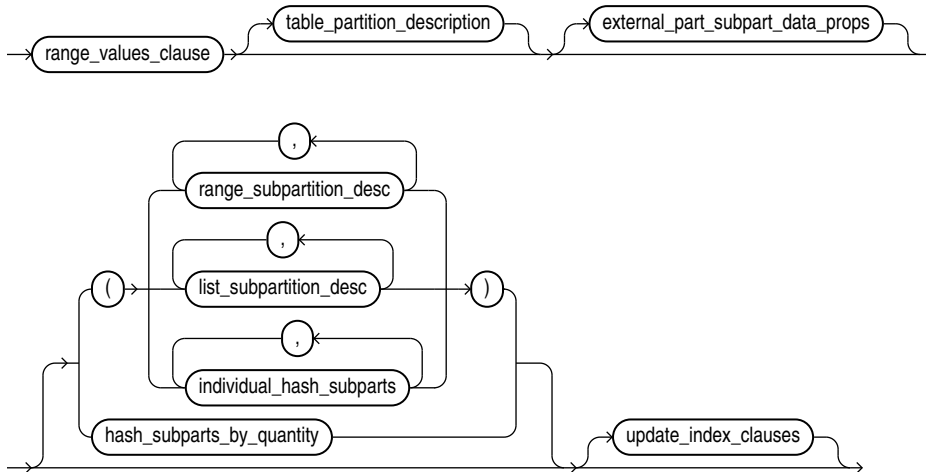 table_partition_description external_part_subpart_data_props
range_values_clause
,
range_subpartition_desc
,
( list_subpartition_desc )
,
individual_hash_subparts
hash_subparts_by_quantity update_index_clauses